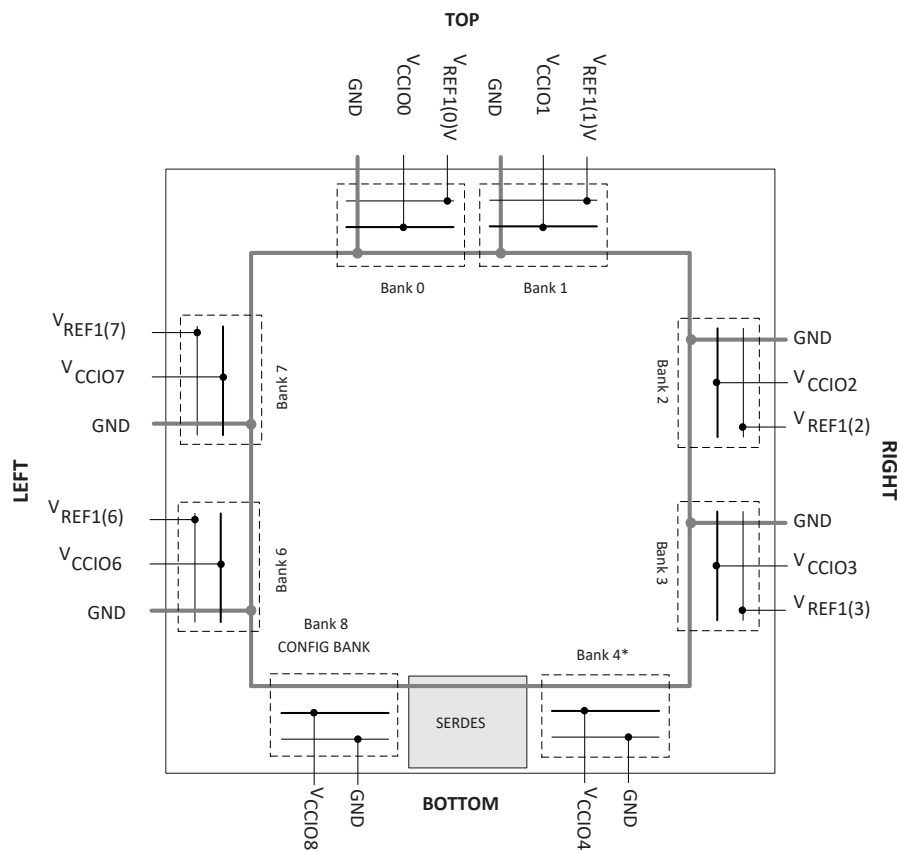 TOP
GND
VCCIO0
VREF1(0)V
GND
VCCIO1
VREF1(1)V
Bank 0
Bank 1
VREF1(7)
VCCIO7
GND
Bank 7
Bank 2
GND
VCCIO2
VREF1(2)
LEFT
RIGHT
VREF1(6)
VCCIO6
GND
Bank 6
Bank 3
GND
VCCIO3
VREF1(3)
Bank 8
CONFIG BANK
Bank 4*
SERDES
VCCIO8
GND
BOTTOM
VCCIO4
GND